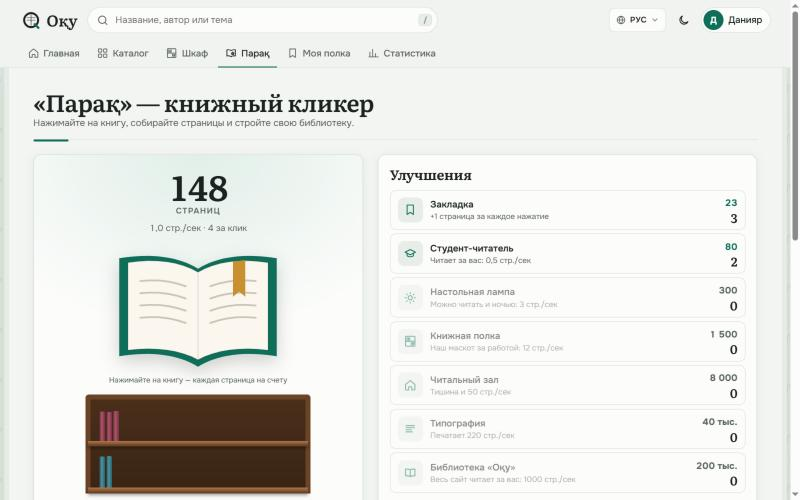 Оқу
Название, автор или тема
/
РУС
Д
Данияр
Главная
Каталог
Шкаф
Парақ
Моя полка
Статистика
«Парақ» — книжный кликер
Нажимайте на книгу, собирайте страницы и стройте свою библиотеку.
148
СТРАНИЦ
1,0 стр./сек · 4 за клик
Нажимайте на книгу — каждая страница на счету
Улучшения
Закладка
23
+1 страница за каждое нажатие
3
Студент-читатель
80
Читает за вас: 0,5 стр./сек
2
Настольная лампа
300
Можно читать и ночью: 3 стр./сек
0
Книжная полка
1 500
Наш маскот за работой: 12 стр./сек
0
Читальный зал
8 000
Тишина и 50 стр./сек
0
Типография
40 тыс.
Печатает 220 стр./сек
0
Библиотека «Оқу»
200 тыс.
Весь сайт читает за вас: 1000 стр./сек
0